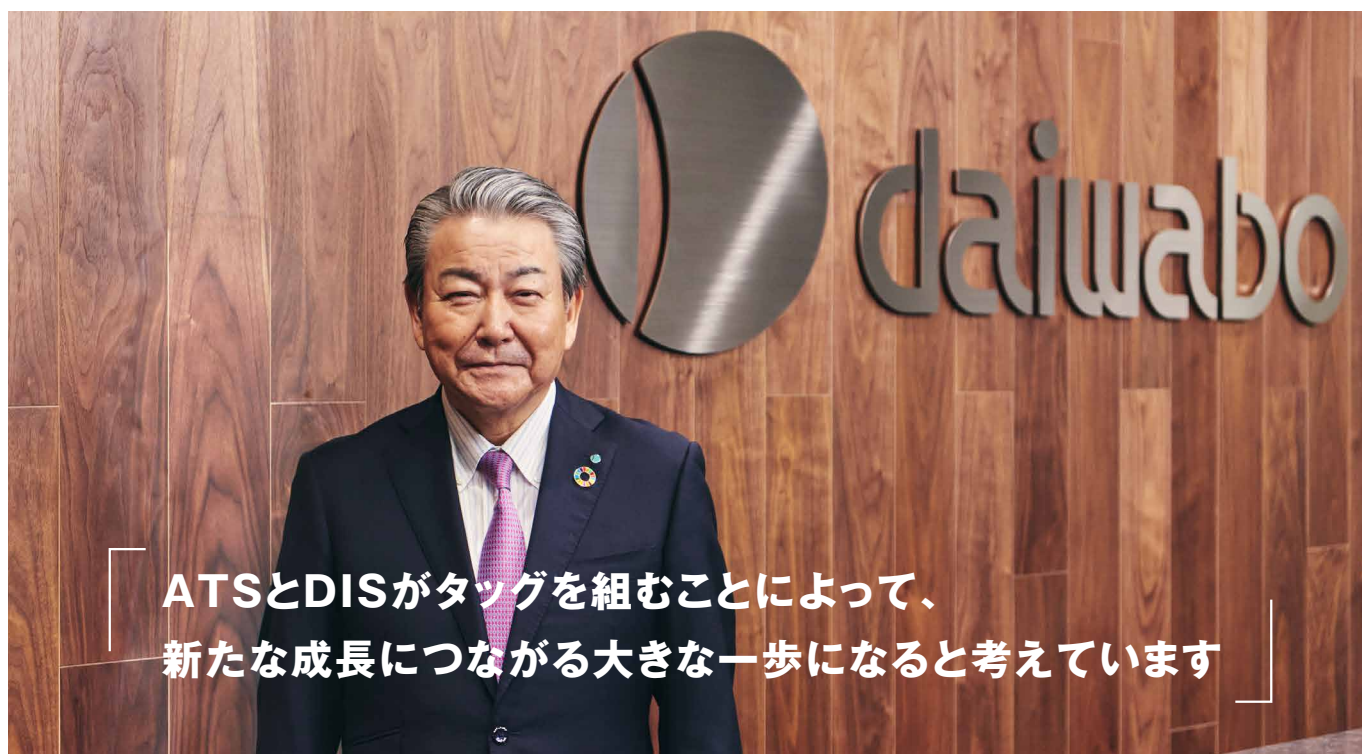 daiwabo
ATSとDISがタッグを組むことによって、
新たな成長につながる大きな一歩になると考えています